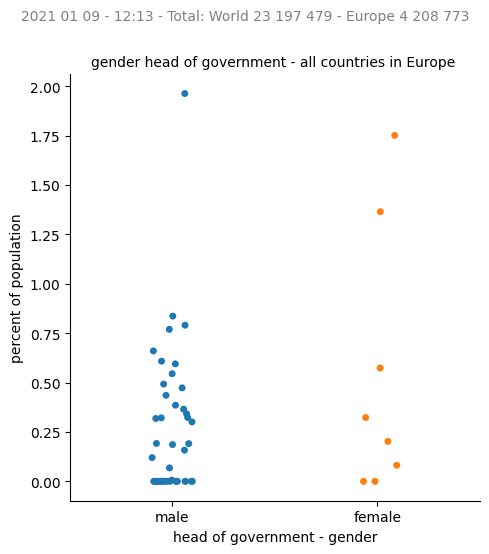 2021 01 09 - 12:13 - Total: World 23 197 479 - Europe 4 208 773
gender head of government - all countries in Europe
2.00
1.75
1.50
1.25
1.00
0.75
0.50
0.25
0.00
percent of population
male female
head of government - gender